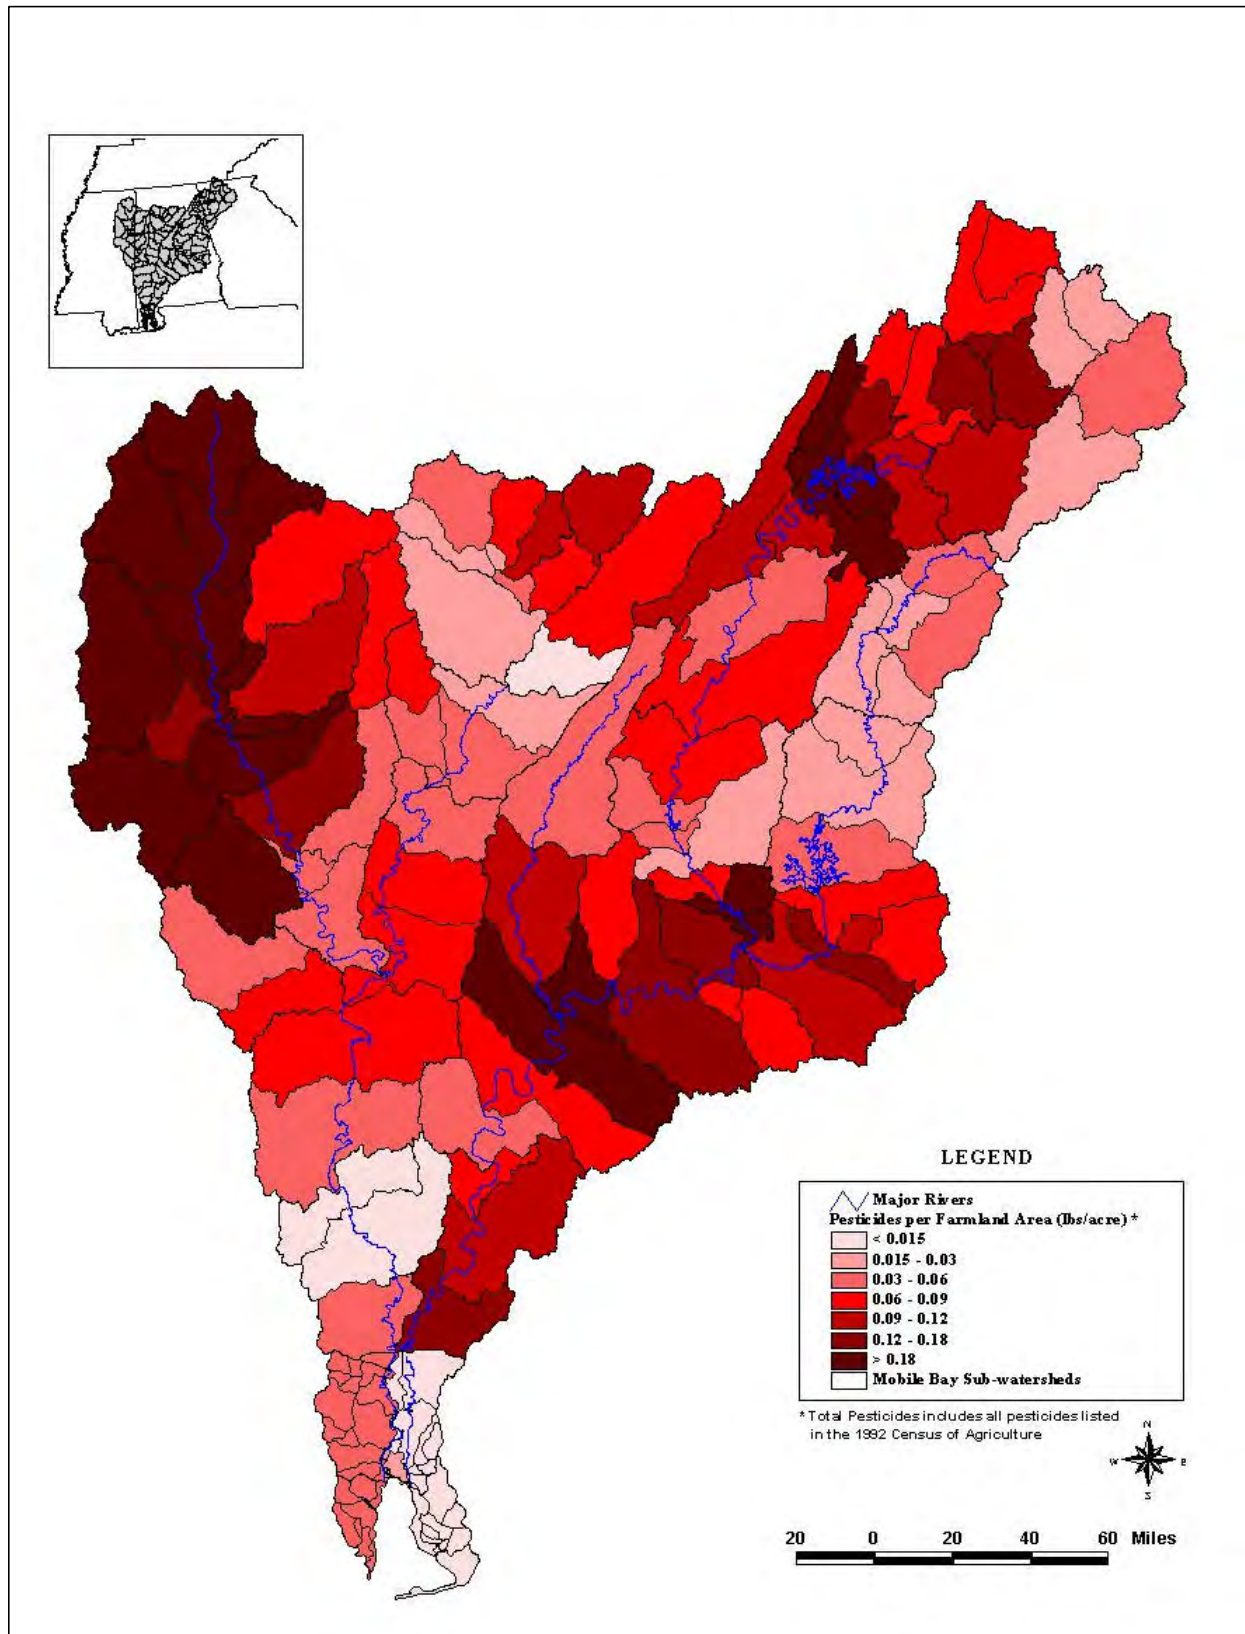 LEGEND
Major Rivers
Pesticides per Farmland Area (lbs/acre) *
< 0.015
0.015 - 0.03
0.03 - 0.06
0.06 - 0.09
0.09 - 0.12
0.12 - 0.18
> 0.18
Mobile Bay Sub-watersheds
* Total Pesticides includes all pesticides listed
in the 1992 Census of Agriculture
N
W E
S
20 0 20 40 60 Miles